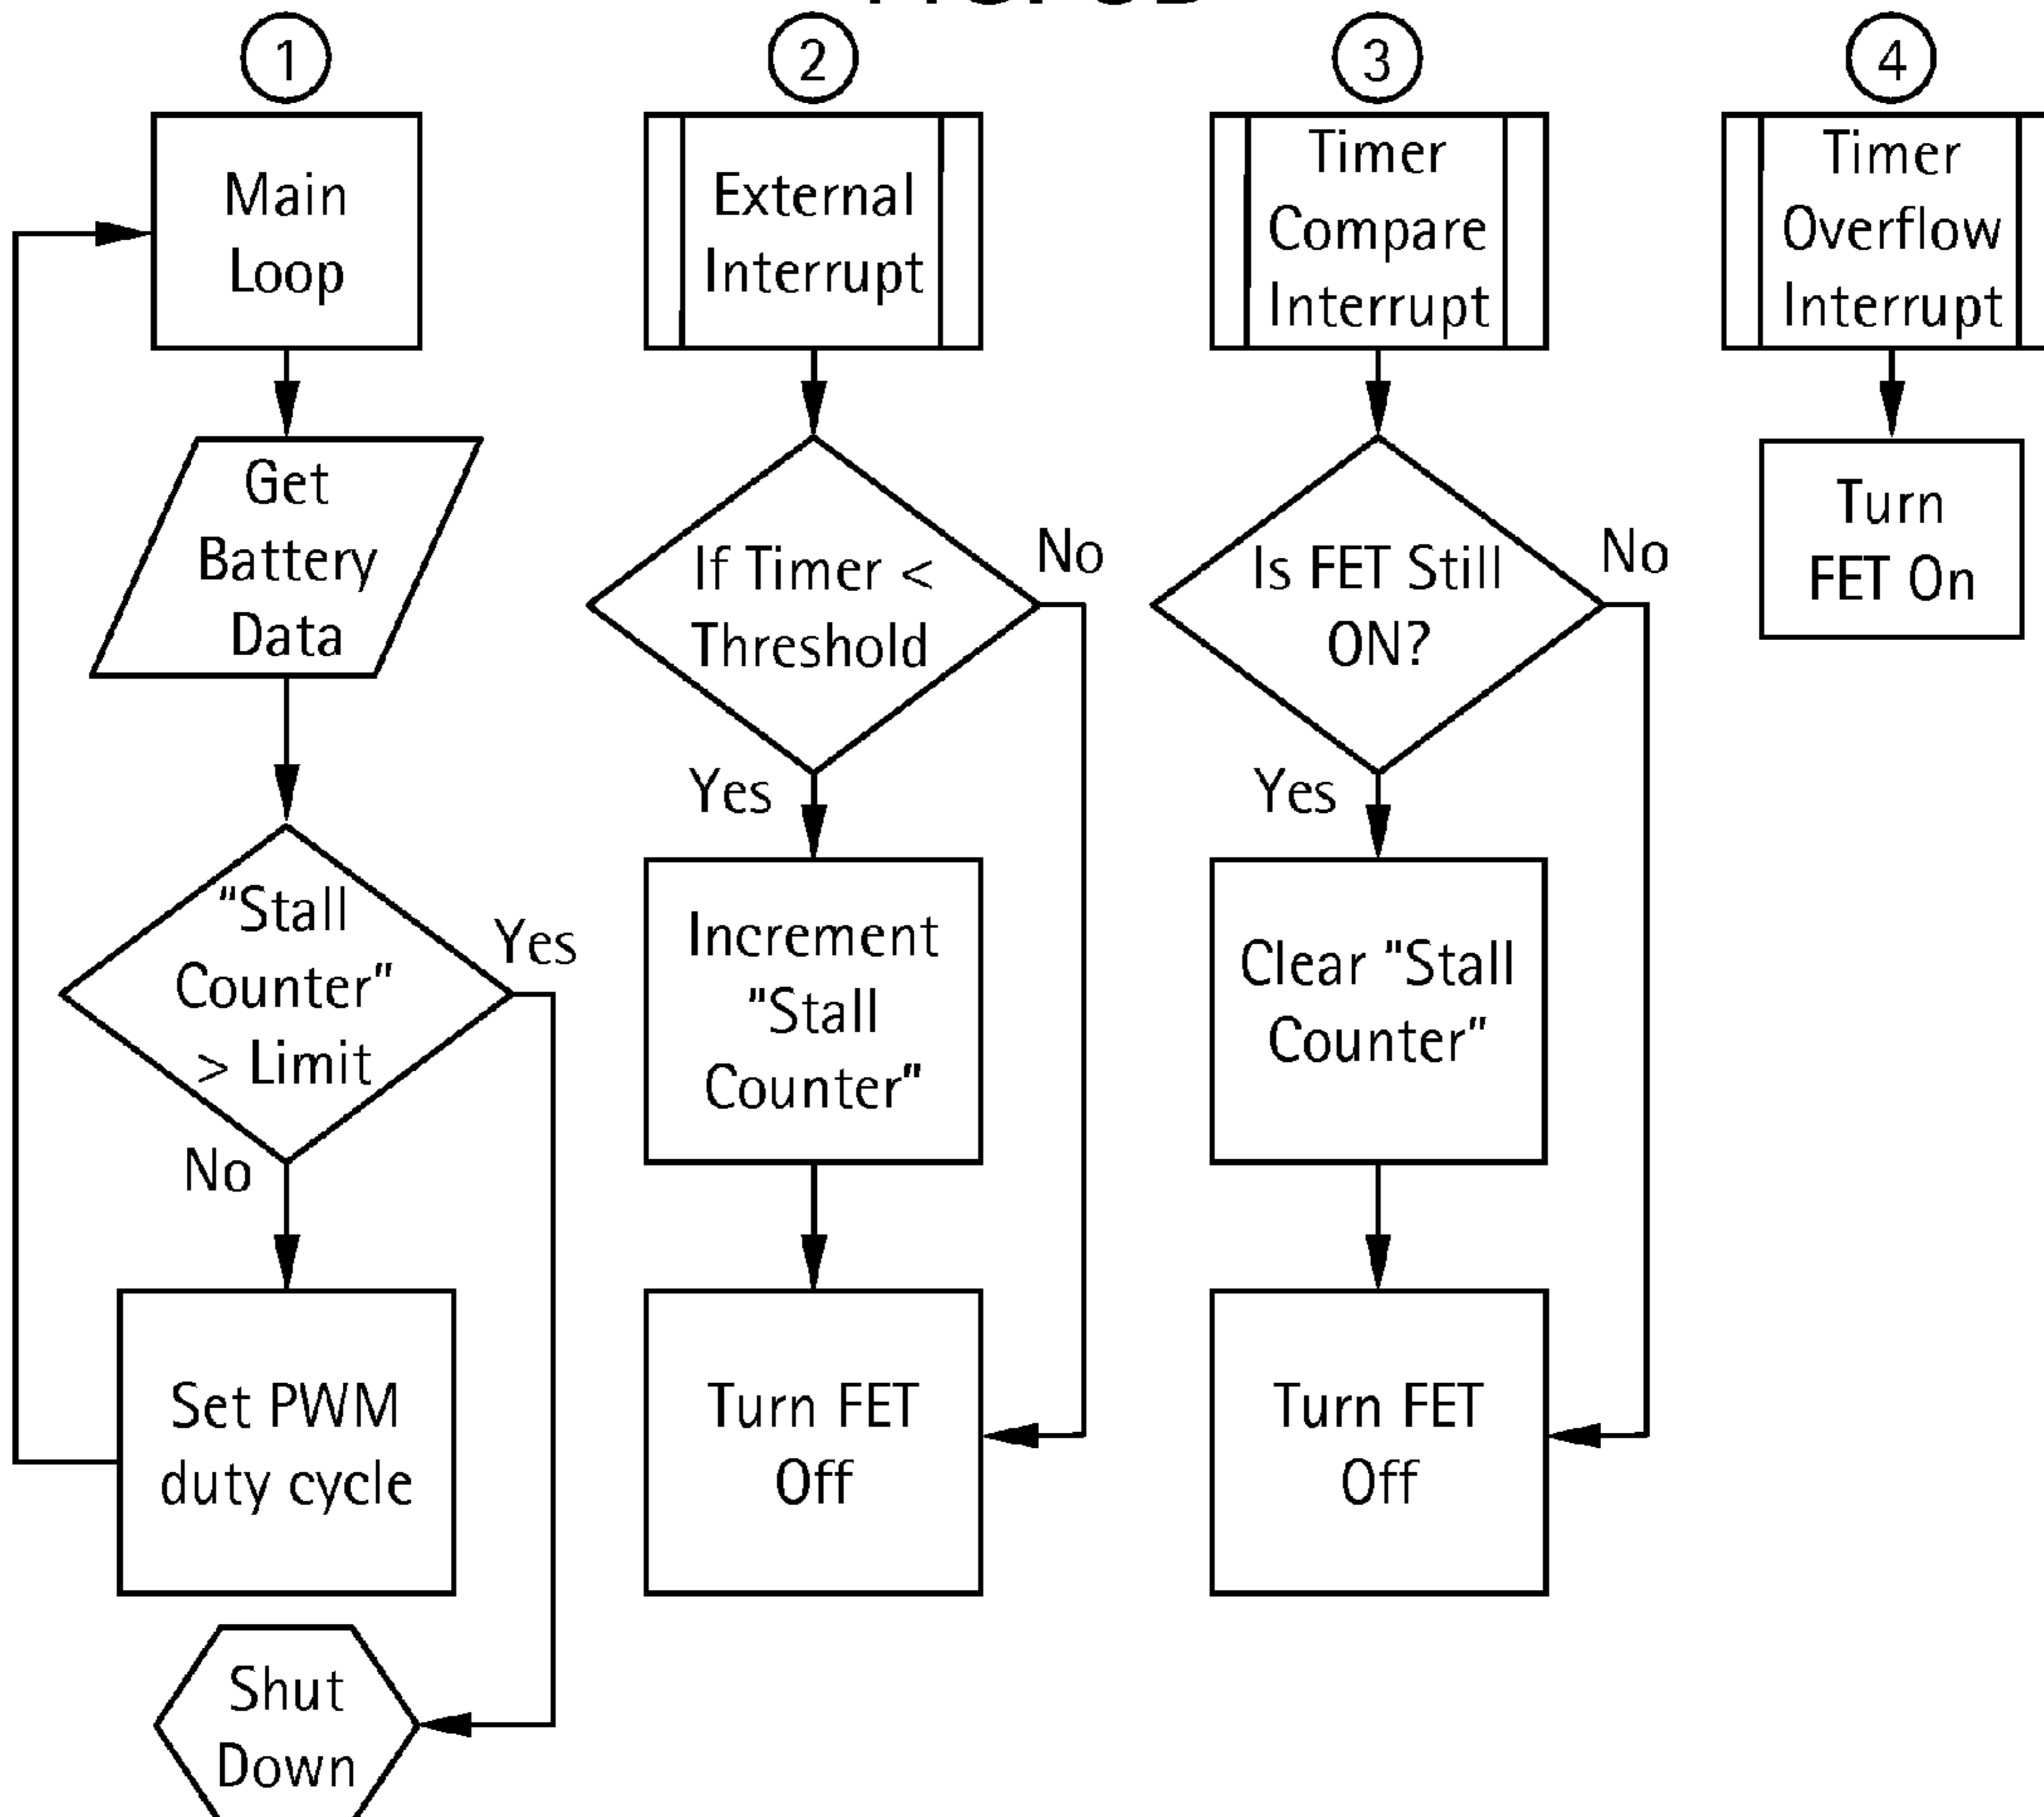 1
Main
Loop
Get
Battery
Data
"Stall
Counter"
> Limit
Yes
No
Set PWM
duty cycle
Shut
Down
2
External
Interrupt
If Timer <
Threshold
No
Yes
Increment
"Stall
Counter"
Turn FET
Off
3
Timer
Compare
Interrupt
Is FET Still
ON?
No
Yes
Clear "Stall
Counter"
Turn FET
Off
4
Timer
Overflow
Interrupt
Turn
FET On